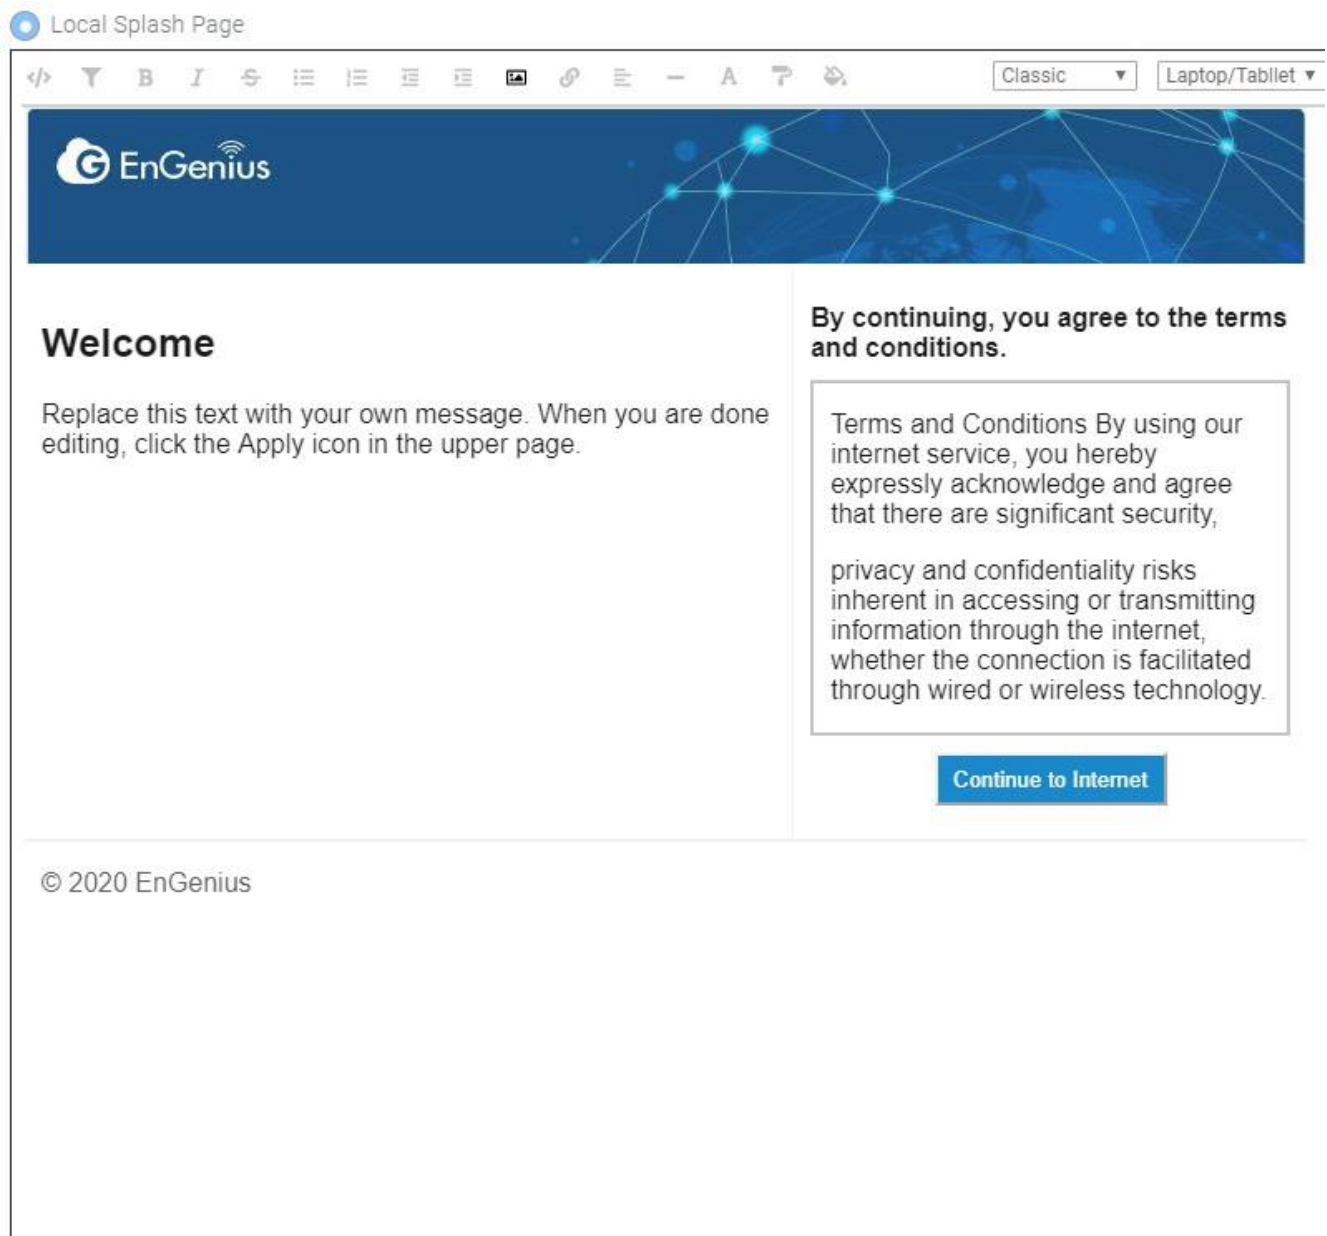 Local Splash Page
Classic
Laptop/Tabllet
EnGenius
Welcome
Replace this text with your own message. When you are done
editing, click the Apply icon in the upper page.
By continuing, you agree to the terms
and conditions.
Terms and Conditions By using our
internet service, you hereby
expressly acknowledge and agree
that there are significant security,
privacy and confidentiality risks
inherent in accessing or transmitting
information through the internet,
whether the connection is facilitated
through wired or wireless technology.
Continue to Internet
© 2020 EnGenius